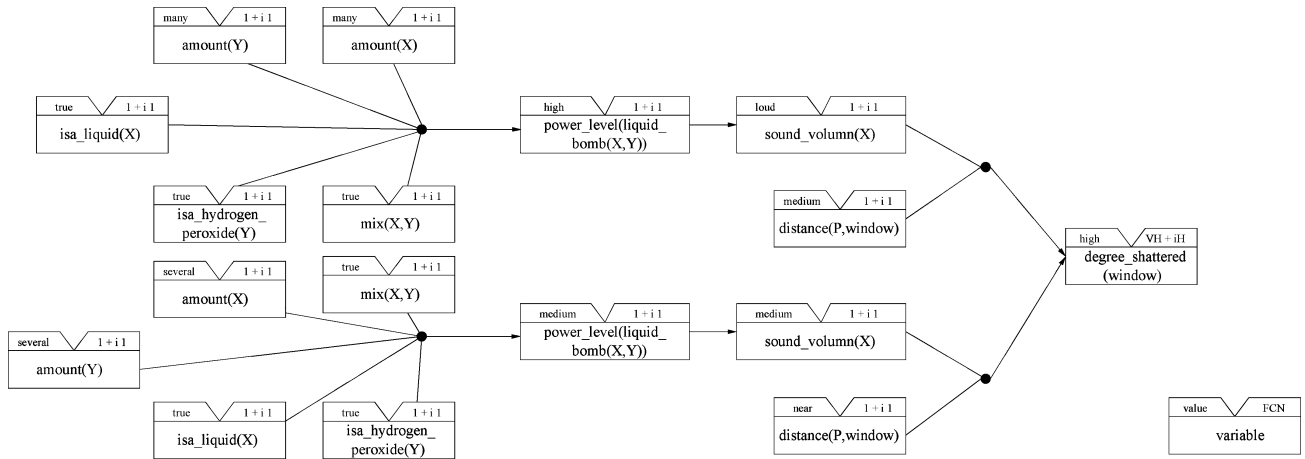 many 1 + i 1
amount(Y)
many 1 + i 1
amount(X)
true 1 + i 1
isa_liquid(X)
high 1 + i 1
power_level(liquid_
bomb(X,Y))
loud 1 + i 1
sound_volumn(X)
true 1 + i 1
isa_hydrogen_
peroxide(Y)
true 1 + i 1
mix(X,Y)
medium 1 + i 1
distance(P,window)
high VH + iH
degree_shattered
(window)
several 1 + i 1
amount(X)
true 1 + i 1
mix(X,Y)
several 1 + i 1
amount(Y)
medium 1 + i 1
power_level(liquid_
bomb(X,Y))
medium 1 + i 1
sound_volumn(X)
true 1 + i 1
isa_liquid(X)
true 1 + i 1
isa_hydrogen_
peroxide(Y)
near 1 + i 1
distance(P,window)
value FCN
variable